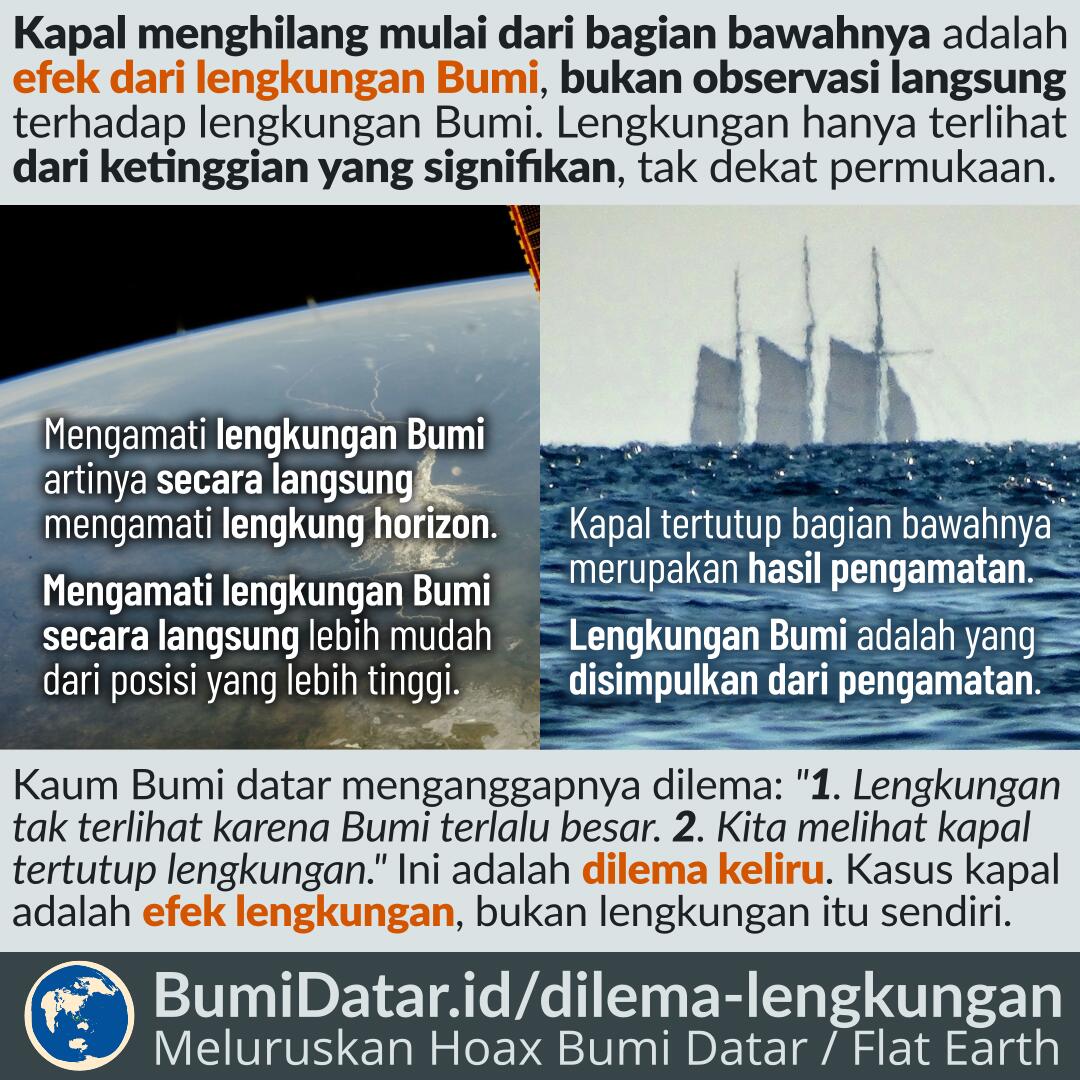 Kapal menghilang mulai dari bagian bawahnya adalah
efek dari lengkungan Bumi, bukan observasi langsung
terhadap lengkungan Bumi. Lengkungan hanya terlihat
dari ketinggian yang signifikan, tak dekat permukaan.
Mengamati lengkungan Bumi
artinya secara langsung
mengamati lengkung horizon.
Mengamati lengkungan Bumi
secara langsung lebih mudah
dari posisi yang lebih tinggi.
Kapal tertutup bagian bawahnya
merupakan hasil pengamatan.
Lengkungan Bumi adalah yang
disimpulkan dari pengamatan.
Kaum Bumi datar menganggapnya dilema: "1. Lengkungan
tak terlihat karena Bumi terlalu besar. 2. Kita melihat kapal
tertutup lengkungan." Ini adalah dilema keliru. Kasus kapal
adalah efek lengkungan, bukan lengkungan itu sendiri.
BumiDatar.id/dilema-lengkungan
Meluruskan Hoax Bumi Datar / Flat Earth